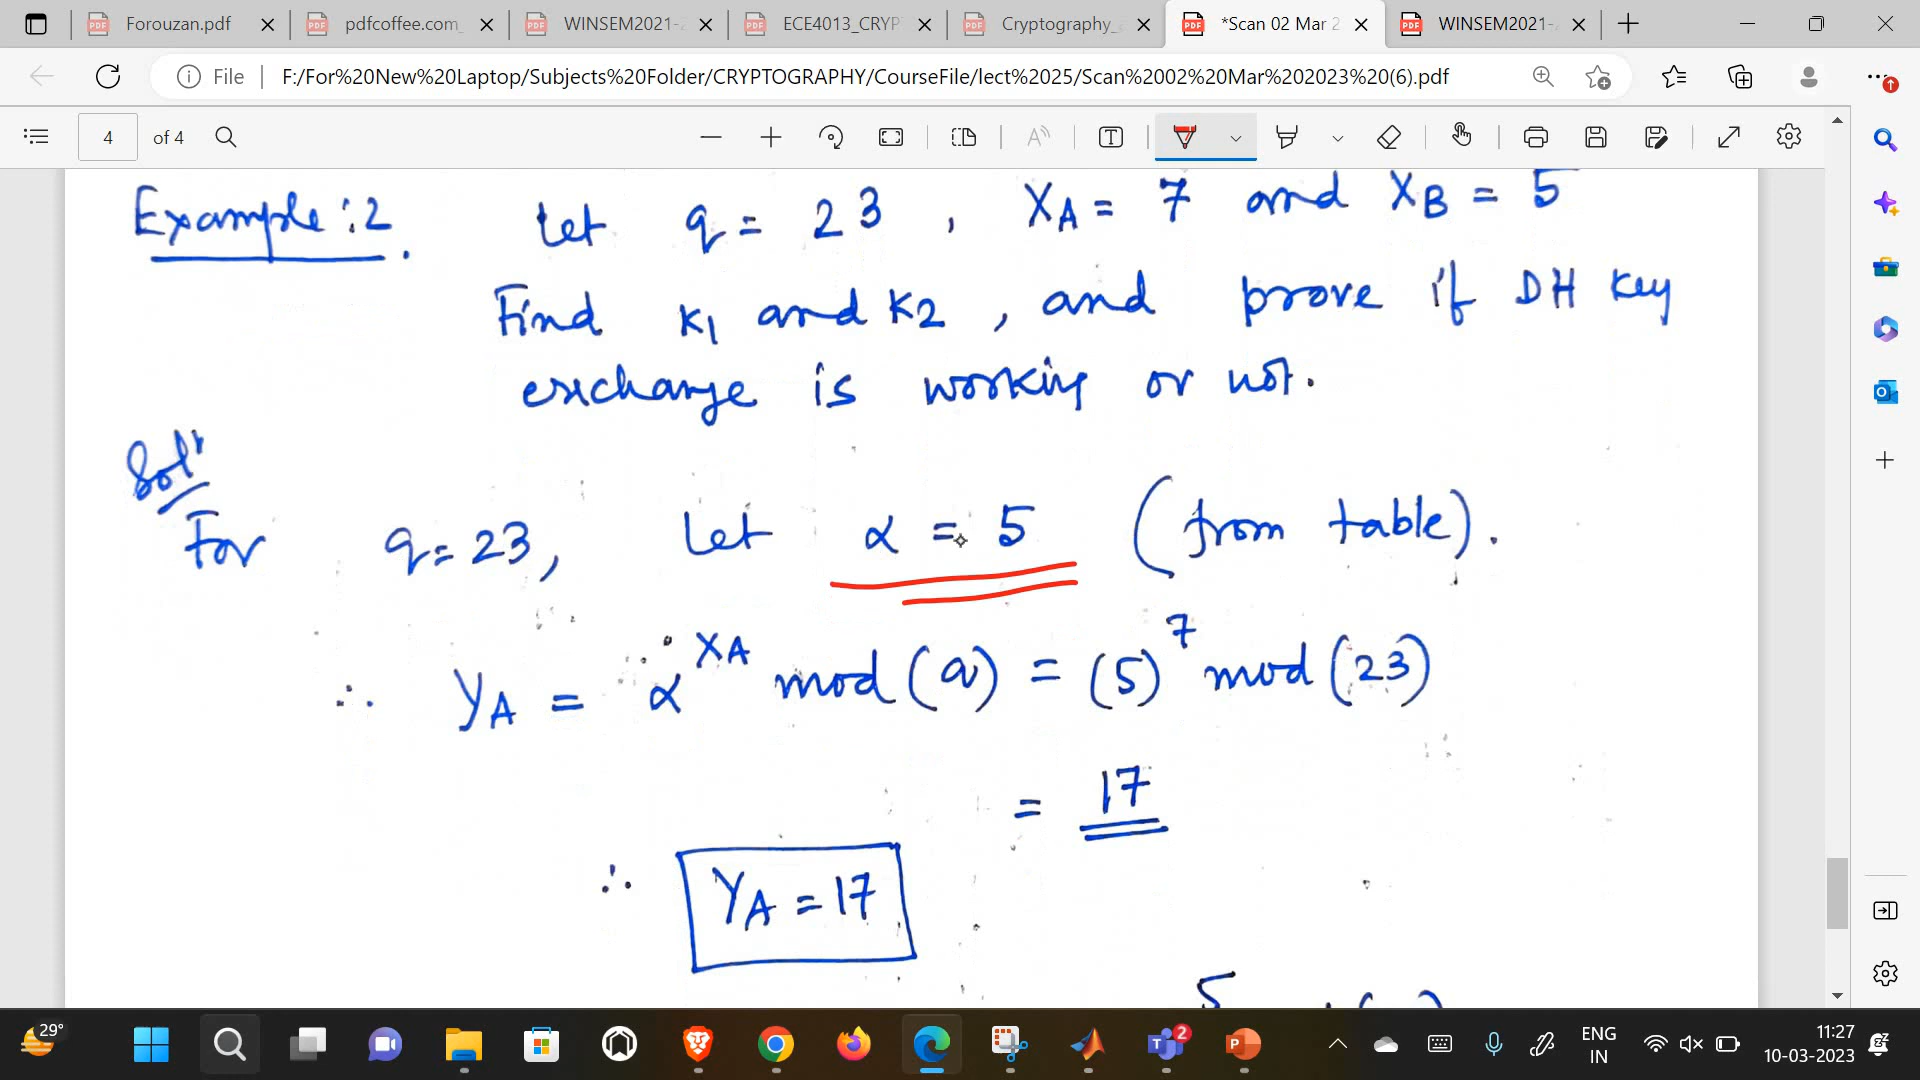 Forouzan.pdf
pdfcoffee.com_
WINSEM2021-
ECE4013_CRYP
Cryptography_
*Scan 02 Mar 2
WINSEM2021-
File
F:/For%20New%20Laptop/Subjects%20Folder/CRYPTOGRAPHY/CourseFile/lect%2025/Scan%2002%20Mar%202023%20(6).pdf
4 of 4
Example:2. Let q = 23, XA = 7 and XB = 5
Find K1 and K2, and prove if DH Key
exchange is working or not.
Solⁿ
For q = 23, Let α = 5 (from table).
∴ YA = α^XA mod (q) = (5)^7 mod (23)
= 17
∴ YA = 17
5
29°
2
ENG
IN
11:27
10-03-2023